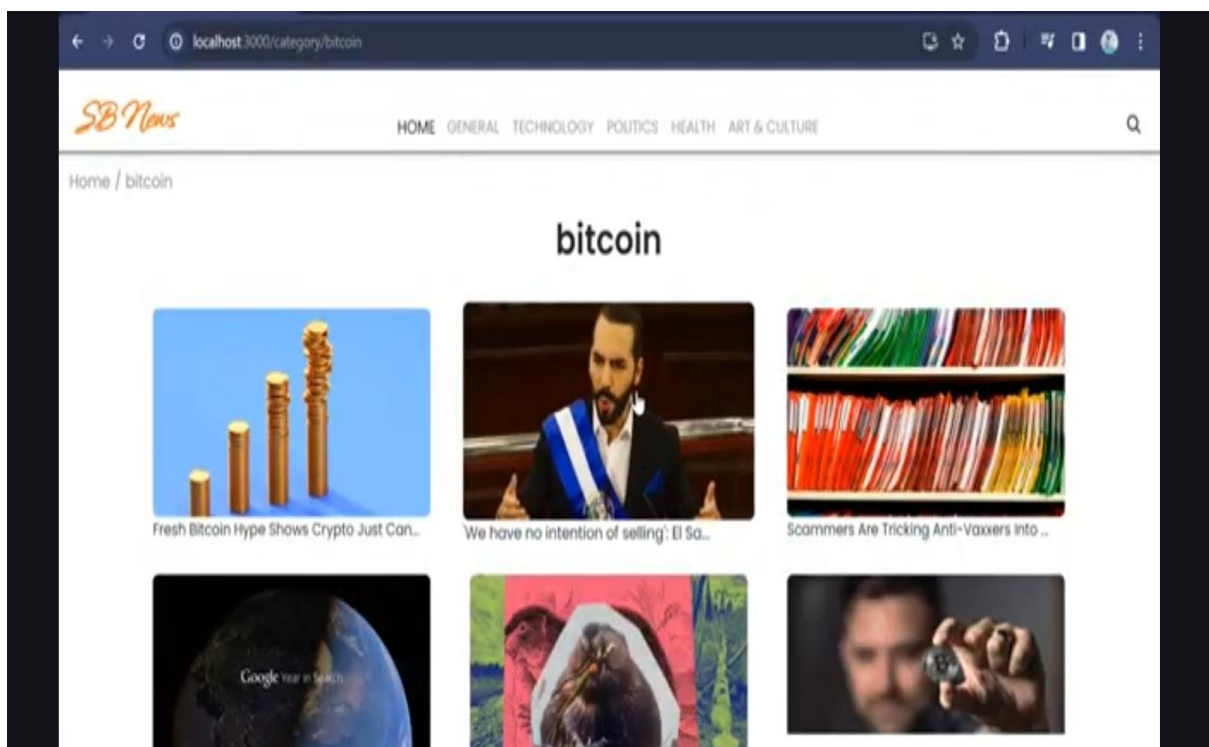 localhost:3000/category/bitcoin
SB News
HOME GENERAL TECHNOLOGY POLITICS HEALTH ART & CULTURE
Home / bitcoin
bitcoin
Fresh Bitcoin Hype Shows Crypto Just Can...
'We have no intention of selling': El Sa...
Scammers Are Tricking Anti-Vaxxers Into ...
Google Year in Search